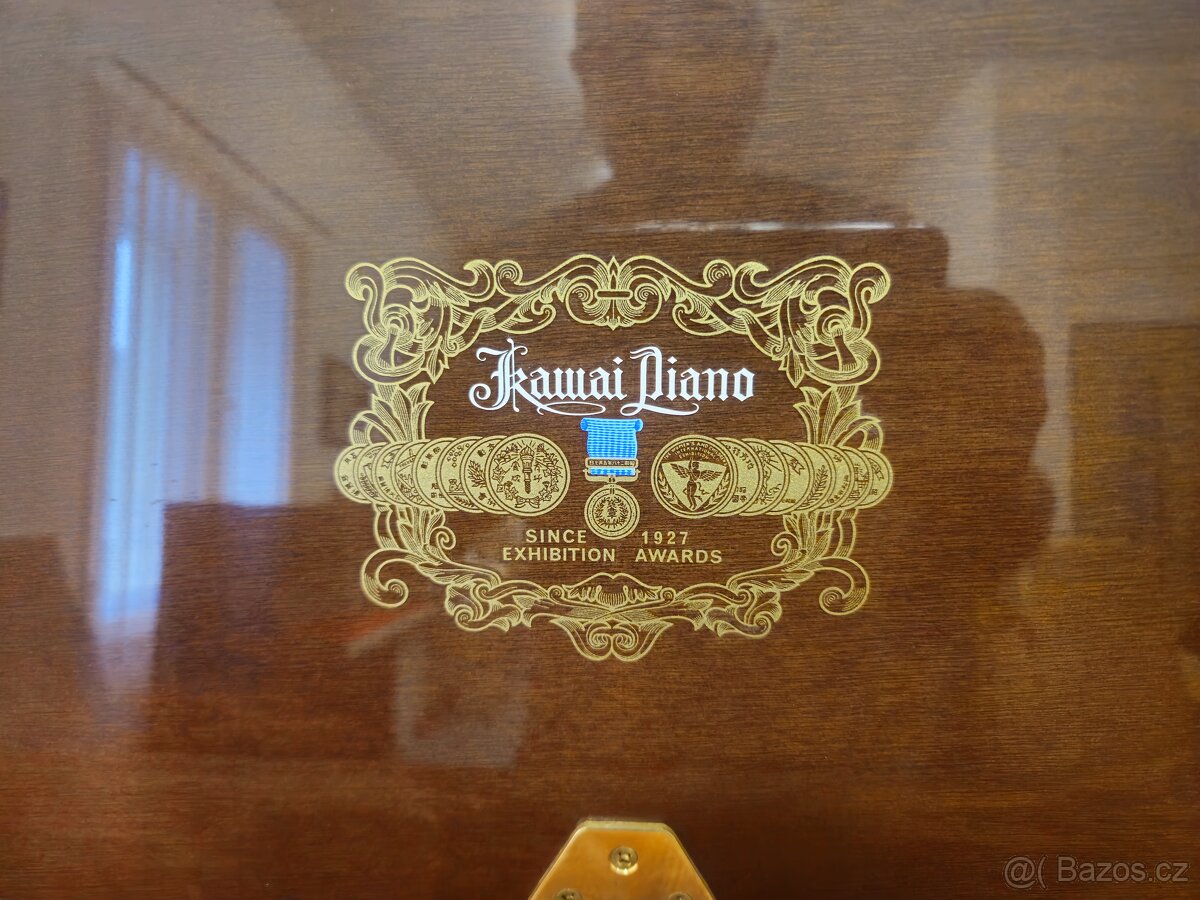 Kawai Piano
SINCE 1927
EXHIBITION AWARDS
@( Bazos.cz